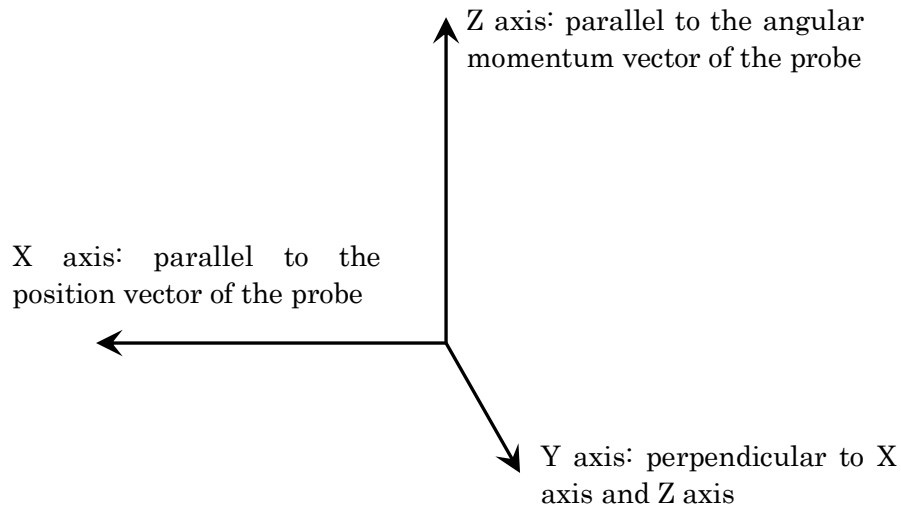 Z axis: parallel to the angular
momentum vector of the probe
X axis: parallel to the
position vector of the probe
Y axis: perpendicular to X
axis and Z axis